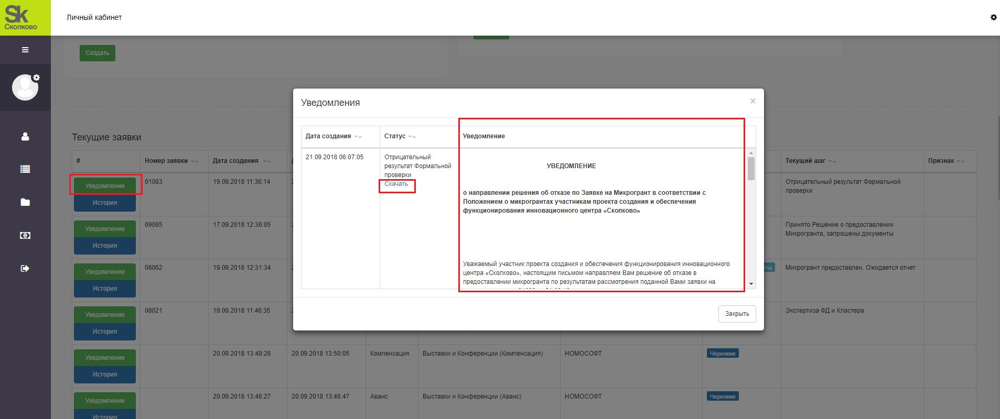 Sk
Сколково
Личный кабинет
Создать
Уведомления
×
Дата создания
Статус
Уведомление
21.09.2018 06:07:05
Отрицательный
результат Формальной
проверки
Скачать
УВЕДОМЛЕНИЕ
о направлении решения об отказе по Заявке на Микрогрант в соответствии с
Положением о микрогрантах участникам проекта создания и обеспечения
функционирования инновационного центра «Сколково»
Уважаемый участник проекта создания и обеспечения функционирования инновационного
центра «Сколково», настоящим письмом направляем Вам решение об отказе в
предоставлении микрогранта по результатам рассмотрения поданной Вами заявки на
Закрыть
Текущие заявки
#
Номер заявки
Дата создания
Текущий шаг
Признак
Уведомление
История
01083
19.09.2018 11:36:14
Отрицательный результат Формальной
проверки
Уведомление
История
09065
17.09.2018 12:36:05
Принято Решение о предоставлении
Микрогранта, запрошены документы
Уведомление
История
06062
19.09.2018 12:31:34
Микрогрант предоставлен. Ожидается отчет
Уведомление
История
08021
19.09.2018 11:46:35
Экспертиза ФД и Кластера
Уведомление
История
20.09.2018 13:49:26
20.09.2018 13:50:05
Компенсация
Выставки и Конференции (Компенсация)
НОМОСОФТ
Черновик
Уведомление
История
20.09.2018 13:46:27
20.09.2018 13:46:47
Аванс
Выставки и Конференции (Аванс)
НОМОСОФТ
Черновик